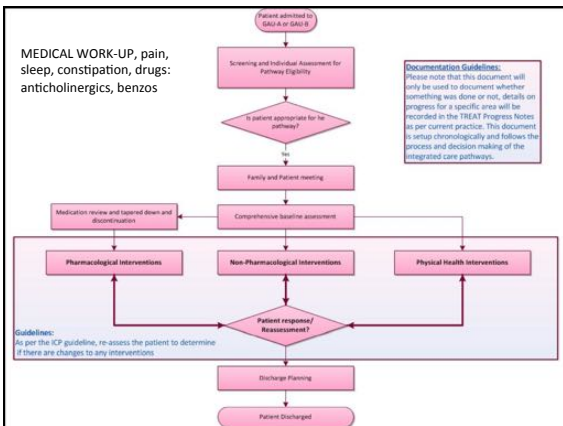 Patient admitted to
GAU-A or GAU-B
MEDICAL WORK-UP, pain,
sleep, constipation, drugs:
anticholinergics, benzos
Screening and Individual Assessment for
Pathway Eligibility
Documentation Guidelines:
Please note that this document will
only be used to document whether
something was done or not, details on
progress for a specific area will be
recorded in the TREAT Progress Notes
as per current practice. This document
is setup chronologically and follows the
process and decision making of the
integrated care pathways.
Is patient appropriate for he
pathway?
Yes
Family and Patient meeting
Medication review and tapered down and
discontinuation
Comprehensive baseline assessment
Pharmacological Interventions
Non-Pharmacological Interventions
Physical Health Interventions
Patient response/
Reassessment?
Guidelines:
As per the ICP guideline, re-assess the patient to determine
if there are changes to any interventions
Discharge Planning
Patient Discharged